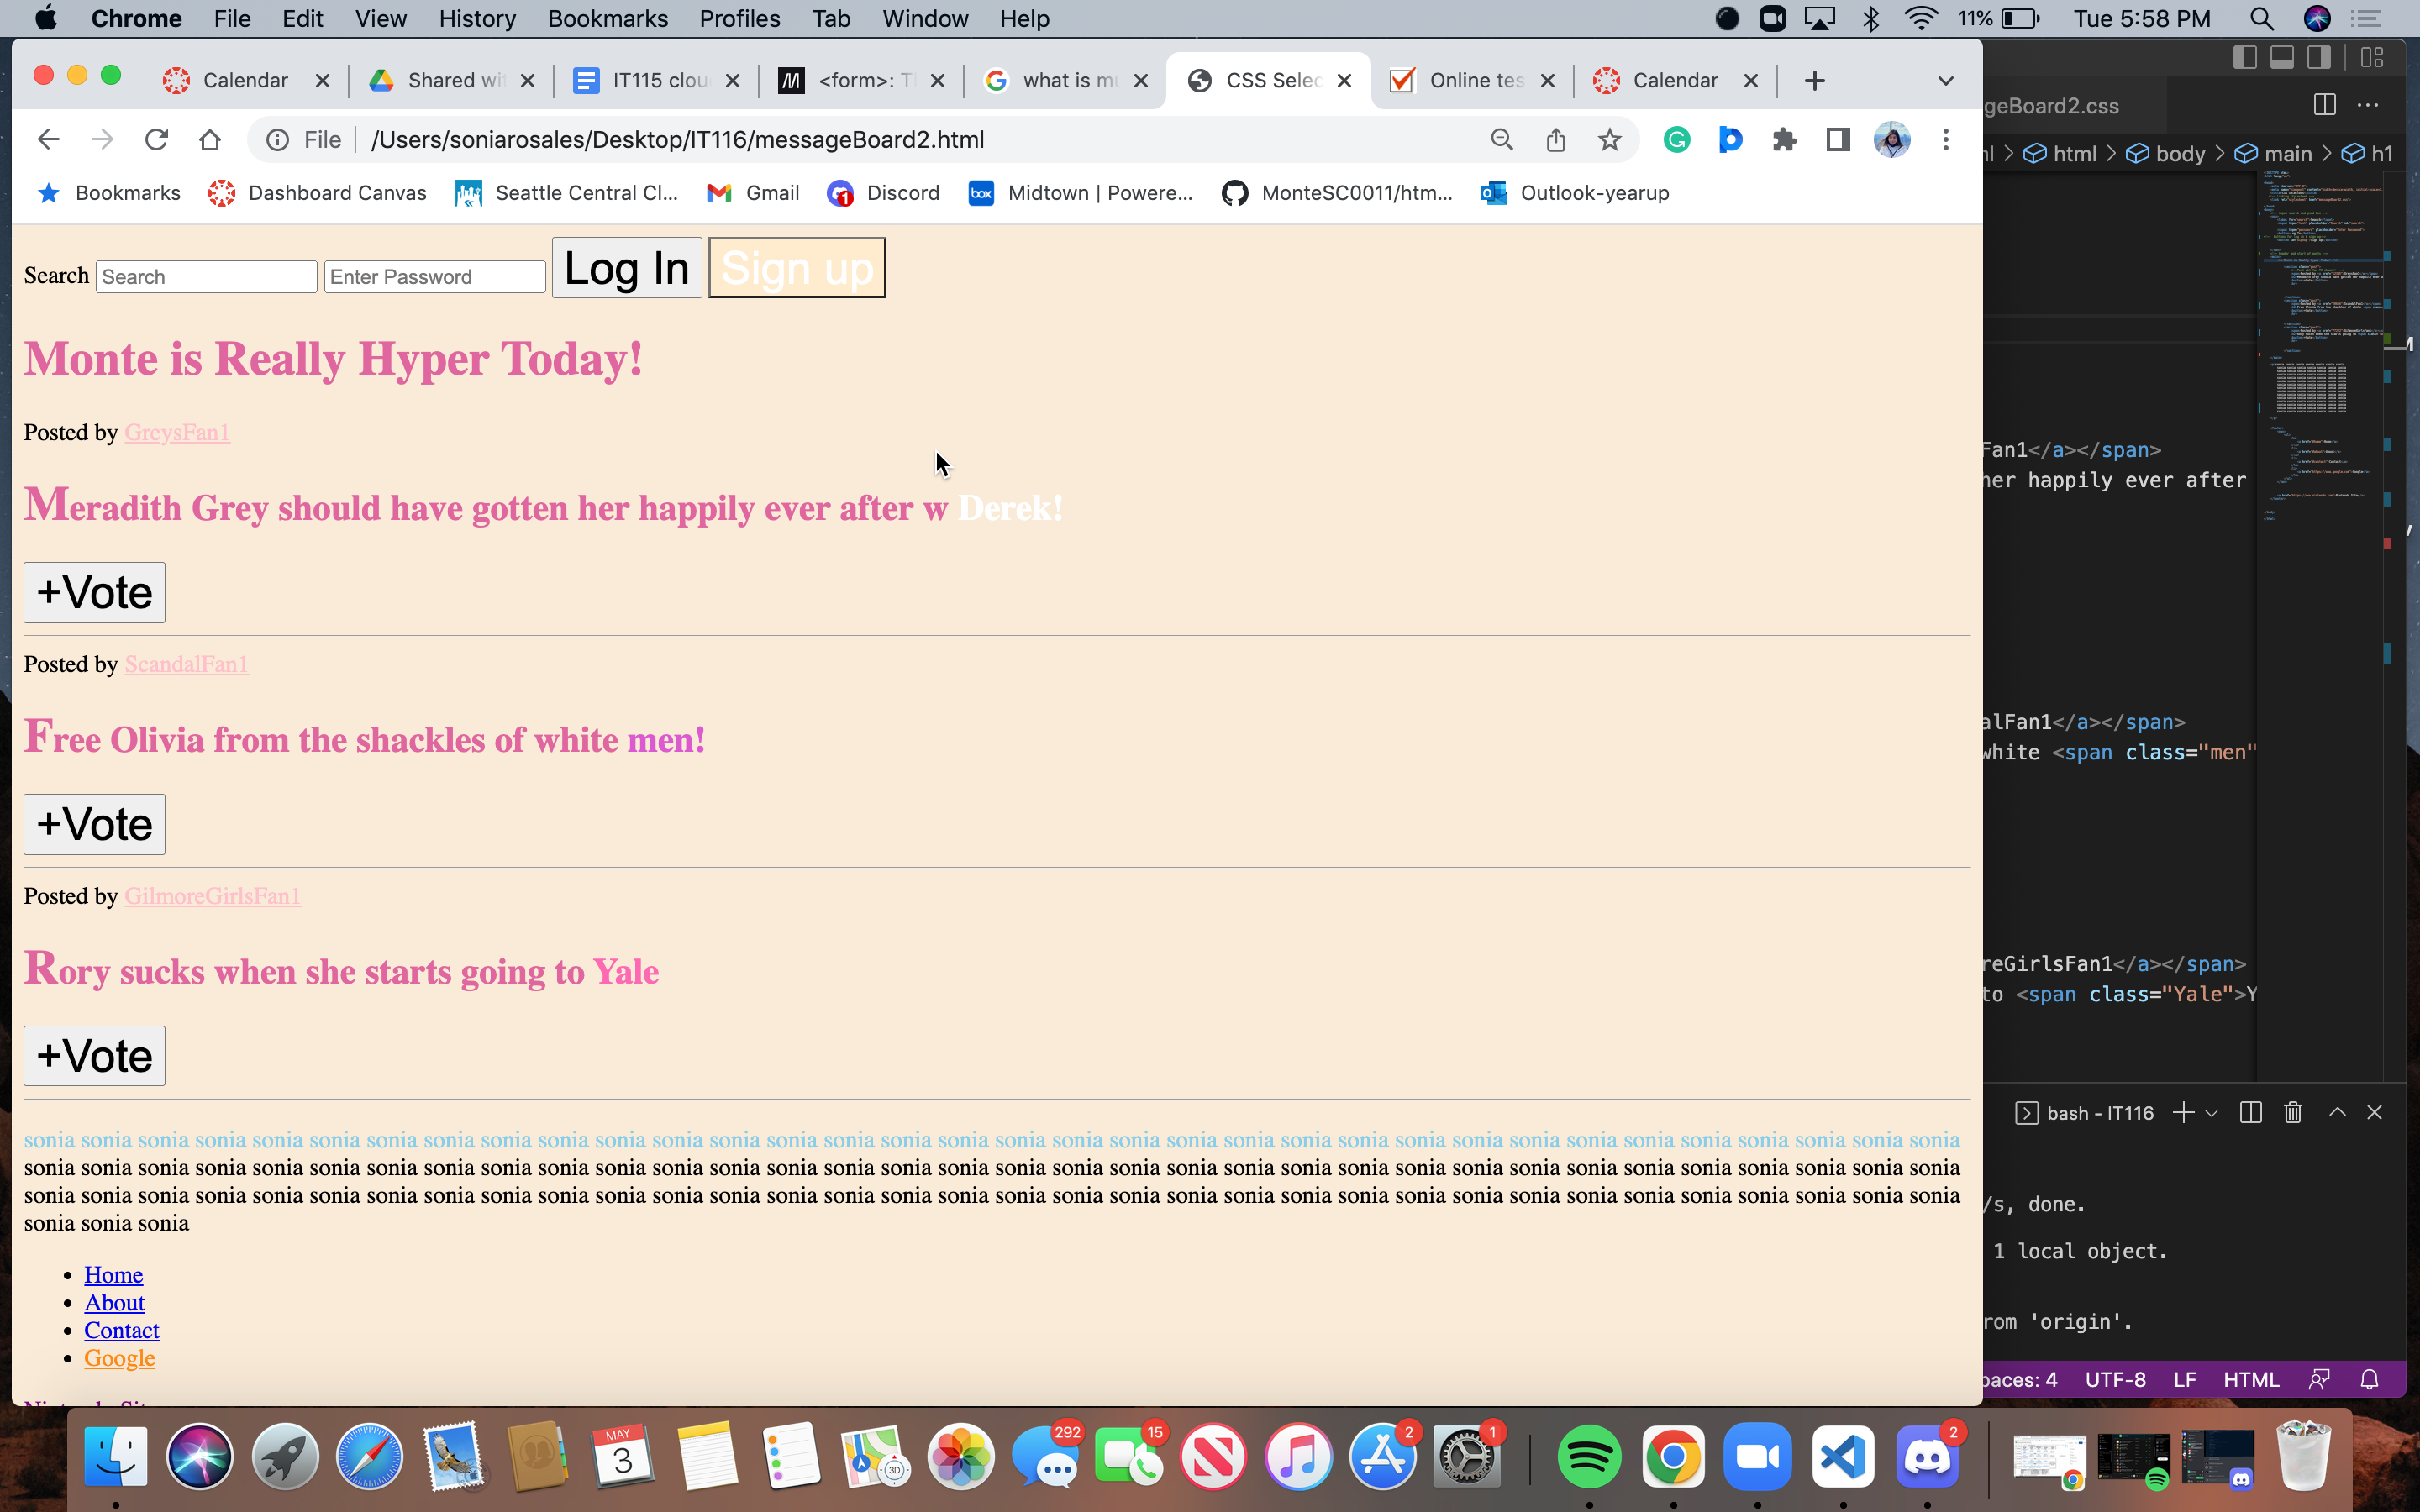 Chrome File Edit View History Bookmarks Profiles Tab Window Help 11% Tue 5:58 PM
Calendar Shared wi IT115 clou <form>: T what is mu CSS Selec Online tes Calendar
File /Users/soniarosales/Desktop/IT116/messageBoard2.html
Bookmarks Dashboard Canvas Seattle Central Cl... Gmail Discord Midtown | Powere... MonteSC0011/htm... Outlook-yearup
Search Search Enter Password Log In Sign up
Monte is Really Hyper Today!
Posted by GreysFan1
Meradith Grey should have gotten her happily ever after w Derek!
+Vote
Posted by ScandalFan1
Free Olivia from the shackles of white men!
+Vote
Posted by GilmoreGirlsFan1
Rory sucks when she starts going to Yale
+Vote
sonia sonia sonia sonia sonia sonia sonia sonia sonia sonia sonia sonia sonia sonia sonia sonia sonia sonia sonia sonia sonia sonia sonia sonia sonia sonia sonia sonia sonia sonia sonia sonia sonia sonia
sonia sonia sonia sonia sonia sonia sonia sonia sonia sonia sonia sonia sonia sonia sonia sonia sonia sonia sonia sonia sonia sonia sonia sonia sonia sonia sonia sonia sonia sonia sonia sonia sonia sonia
sonia sonia sonia sonia sonia sonia sonia sonia sonia sonia sonia sonia sonia sonia sonia sonia sonia sonia sonia sonia sonia sonia sonia sonia sonia sonia sonia sonia sonia sonia sonia sonia sonia sonia
sonia sonia sonia
Home
About
Contact
Google
geBoard2.css
html body main h1
Fan1</a></span>
her happily ever after
alFan1</a></span>
white <span class="men"
reGirlsFan1</a></span>
to <span class="Yale">Y
bash - IT116
/s, done.
1 local object.
rom 'origin'.
paces: 4 UTF-8 LF HTML
MAY
3
3D
292
15
2
1
2